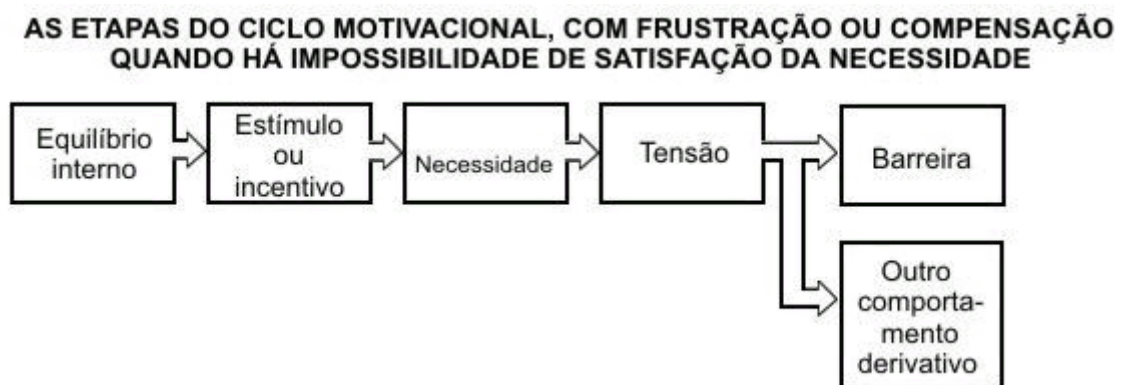 AS ETAPAS DO CICLO MOTIVACIONAL, COM FRUSTRAÇÃO OU COMPENSAÇÃO
QUANDO HÁ IMPOSSIBILIDADE DE SATISFAÇÃO DA NECESSIDADE
Equilíbrio
interno
Estímulo
ou
incentivo
Necessidade
Tensão
Barreira
Outro
comporta-
mento
derivativo